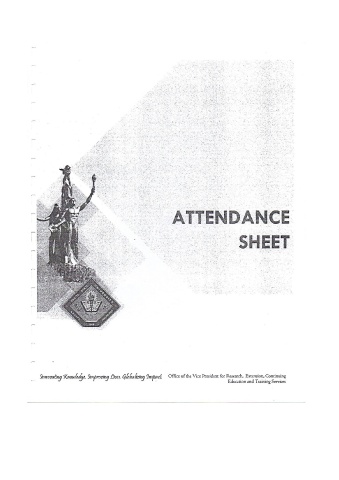 ATTENDANCE
SHEET
Innovating Knowledge. Improving Lives. Globalizing Impact.
Office of the Vice President for Research, Extension, Continuing
Education and Training Services